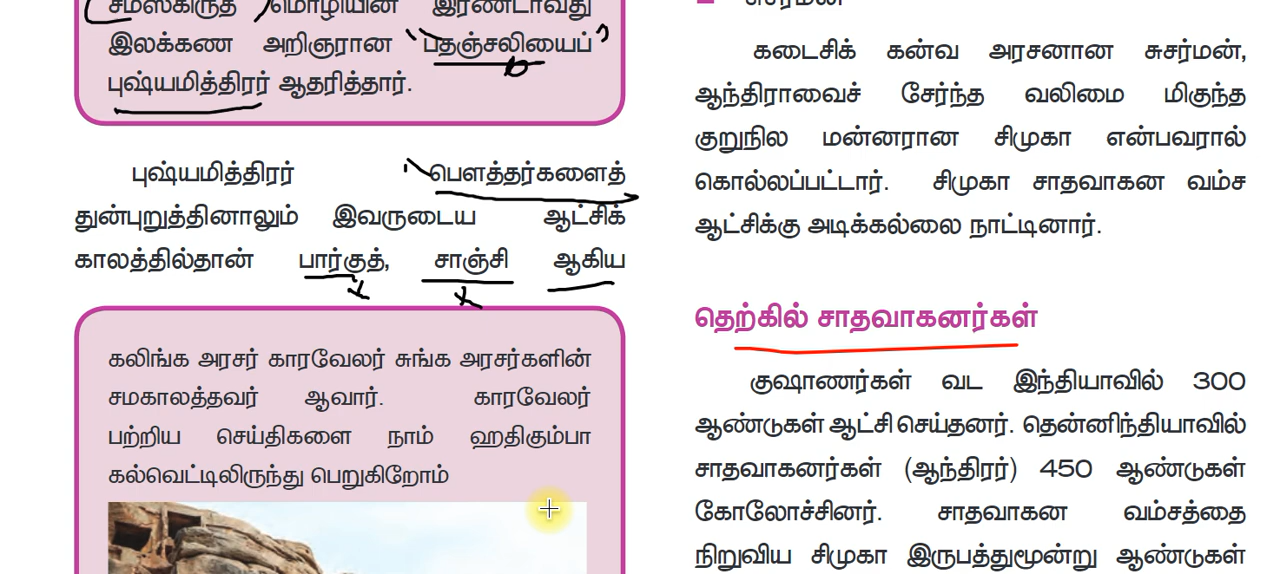 சமஸ்கிருத மொழியின் இரண்டாவது
இலக்கண அறிஞரான பதஞ்சலியைப்
புஷ்யமித்திரர் ஆதரித்தார்.
புஷ்யமித்திரர் பௌத்தர்களைத்
துன்புறுத்தினாலும் இவருடைய ஆட்சிக்
காலத்தில்தான் பார்குத், சாஞ்சி ஆகிய
கலிங்க அரசர் காரவேலர் சுங்க அரசர்களின்
சமகாலத்தவர் ஆவார். காரவேலர்
பற்றிய செய்திகளை நாம் ஹதிகும்பா
கல்வெட்டிலிருந்து பெறுகிறோம்
சுசர்மன்
கடைசிக் கன்வ அரசனான சுசர்மன்,
ஆந்திராவைச் சேர்ந்த வலிமை மிகுந்த
குறுநில மன்னரான சிமுகா என்பவரால்
கொல்லப்பட்டார். சிமுகா சாதவாகன வம்ச
ஆட்சிக்கு அடிக்கல்லை நாட்டினார்.
தெற்கில் சாதவாகனர்கள்
குஷாணர்கள் வட இந்தியாவில் 300
ஆண்டுகள் ஆட்சி செய்தனர். தென்னிந்தியாவில்
சாதவாகனர்கள் (ஆந்திரர்) 450 ஆண்டுகள்
கோலோச்சினர். சாதவாகன வம்சத்தை
நிறுவிய சிமுகா இருபத்துமூன்று ஆண்டுகள்